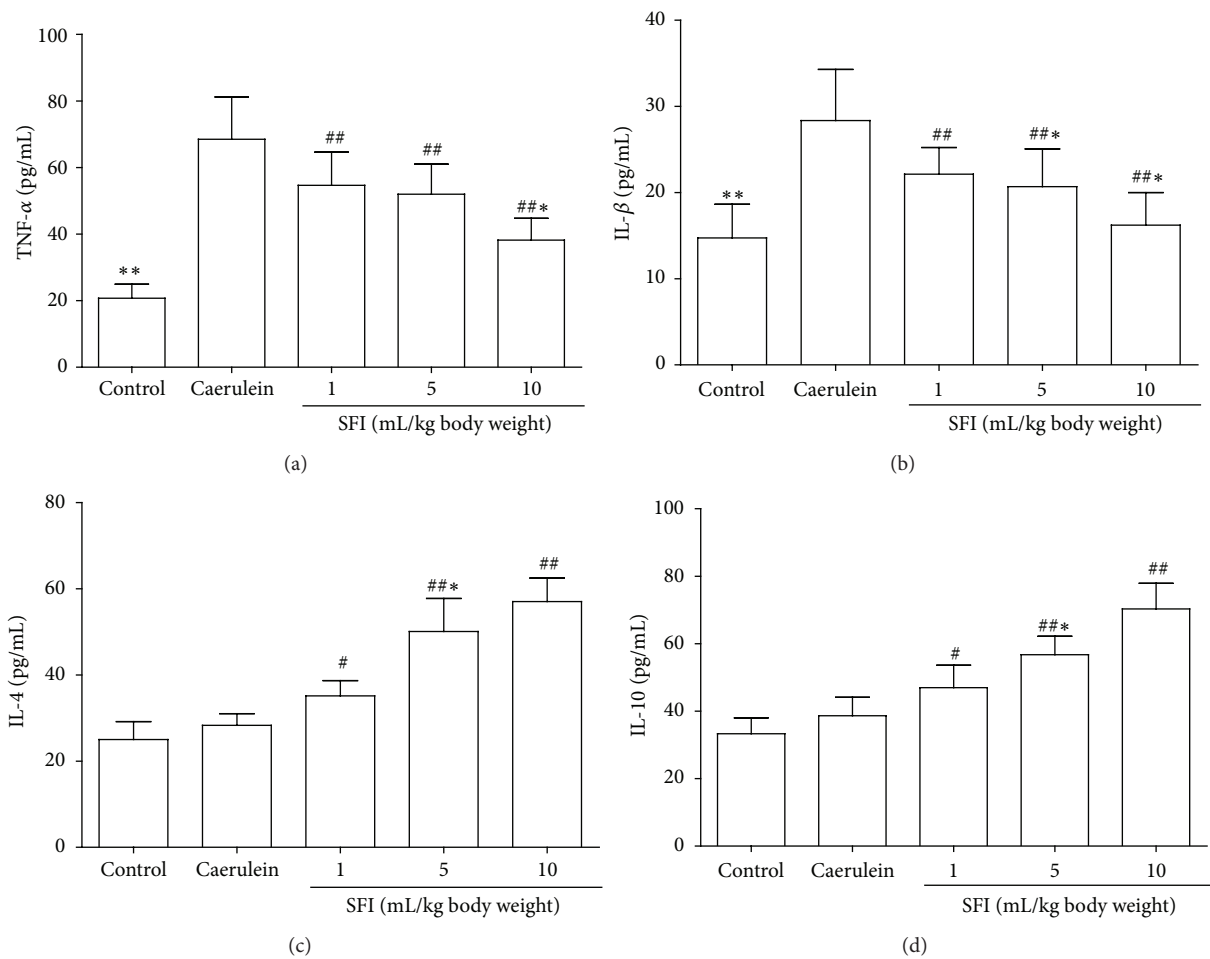 100
80
60
40
20
0
TNF-α (pg/mL)
**
##
##
##*
Control
Caerulein
1
5
10
SFI (mL/kg body weight)
(a)
40
30
20
10
0
IL-β (pg/mL)
**
##
##*
##*
Control
Caerulein
1
5
10
SFI (mL/kg body weight)
(b)
80
60
40
20
0
IL-4 (pg/mL)
#
##*
##
Control
Caerulein
1
5
10
SFI (mL/kg body weight)
(c)
100
80
60
40
20
0
IL-10 (pg/mL)
#
##*
##
Control
Caerulein
1
5
10
SFI (mL/kg body weight)
(d)